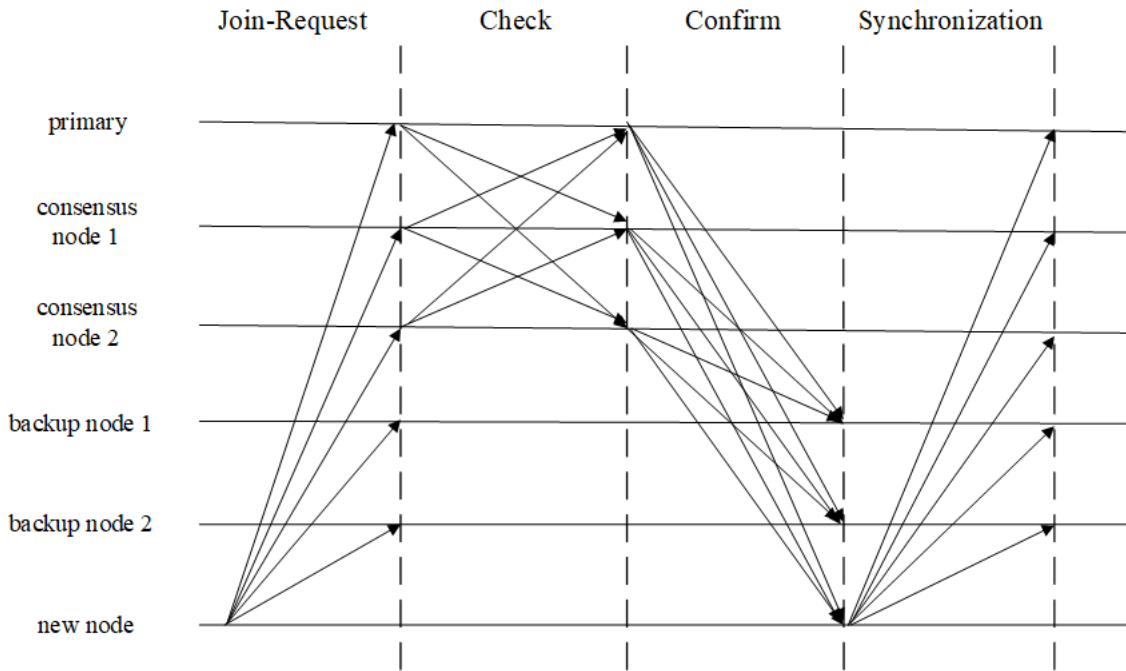 Join-Request Check Confirm Synchronization
primary
consensus
node 1
consensus
node 2
backup node 1
backup node 2
new node